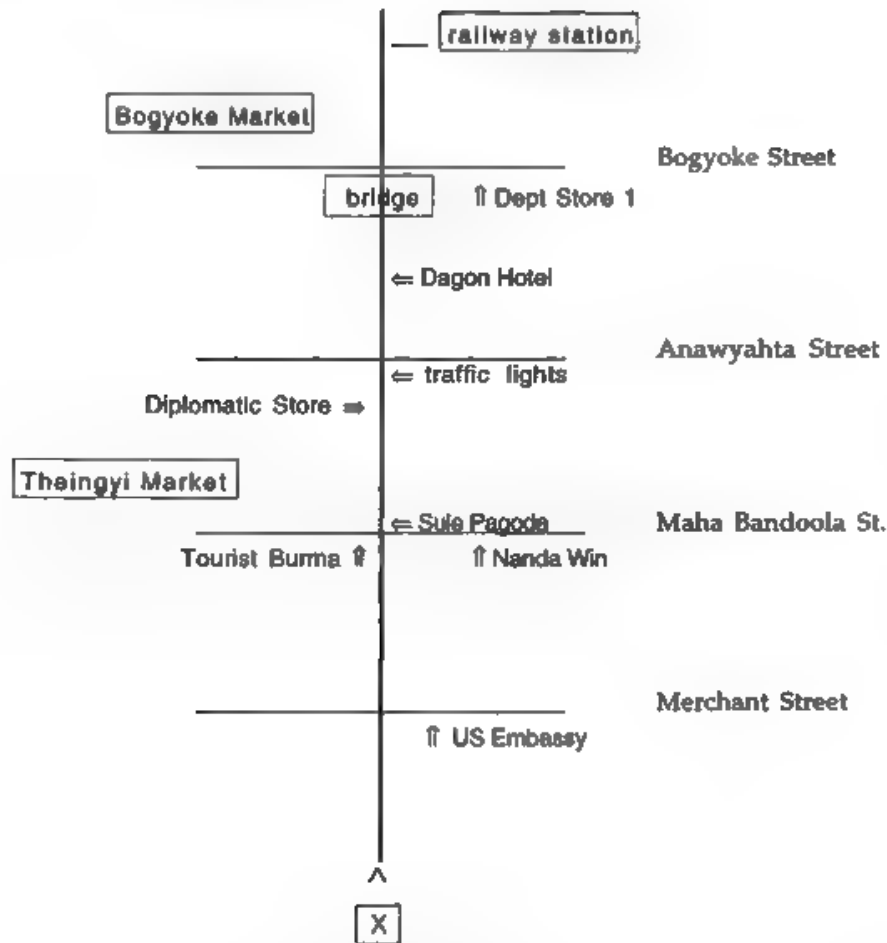 railway station
Bogyoke Market
Bogyoke Street
bridge ⇑ Dept Store 1
⇐ Dagon Hotel
Anawyahta Street
⇐ traffic lights
Diplomatic Store ⇒
Theingyi Market
⇐ Sule Pagoda
Maha Bandoola St.
Tourist Burma ⇑ ⇑ Nanda Win
Merchant Street
⇑ US Embassy
^
X